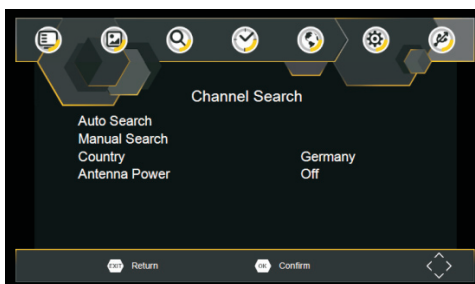 Channel Search
Auto Search
Manual Search
Country Germany
Antenna Power Off
EXIT Return OK Confirm